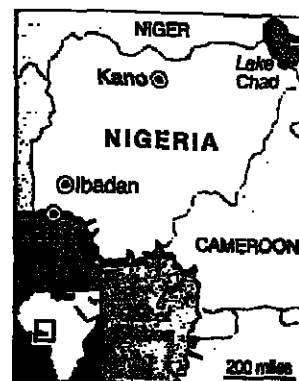 NIGER
Lake
Chad
Kano
NIGERIA
Ibadan
CAMEROON
200 miles